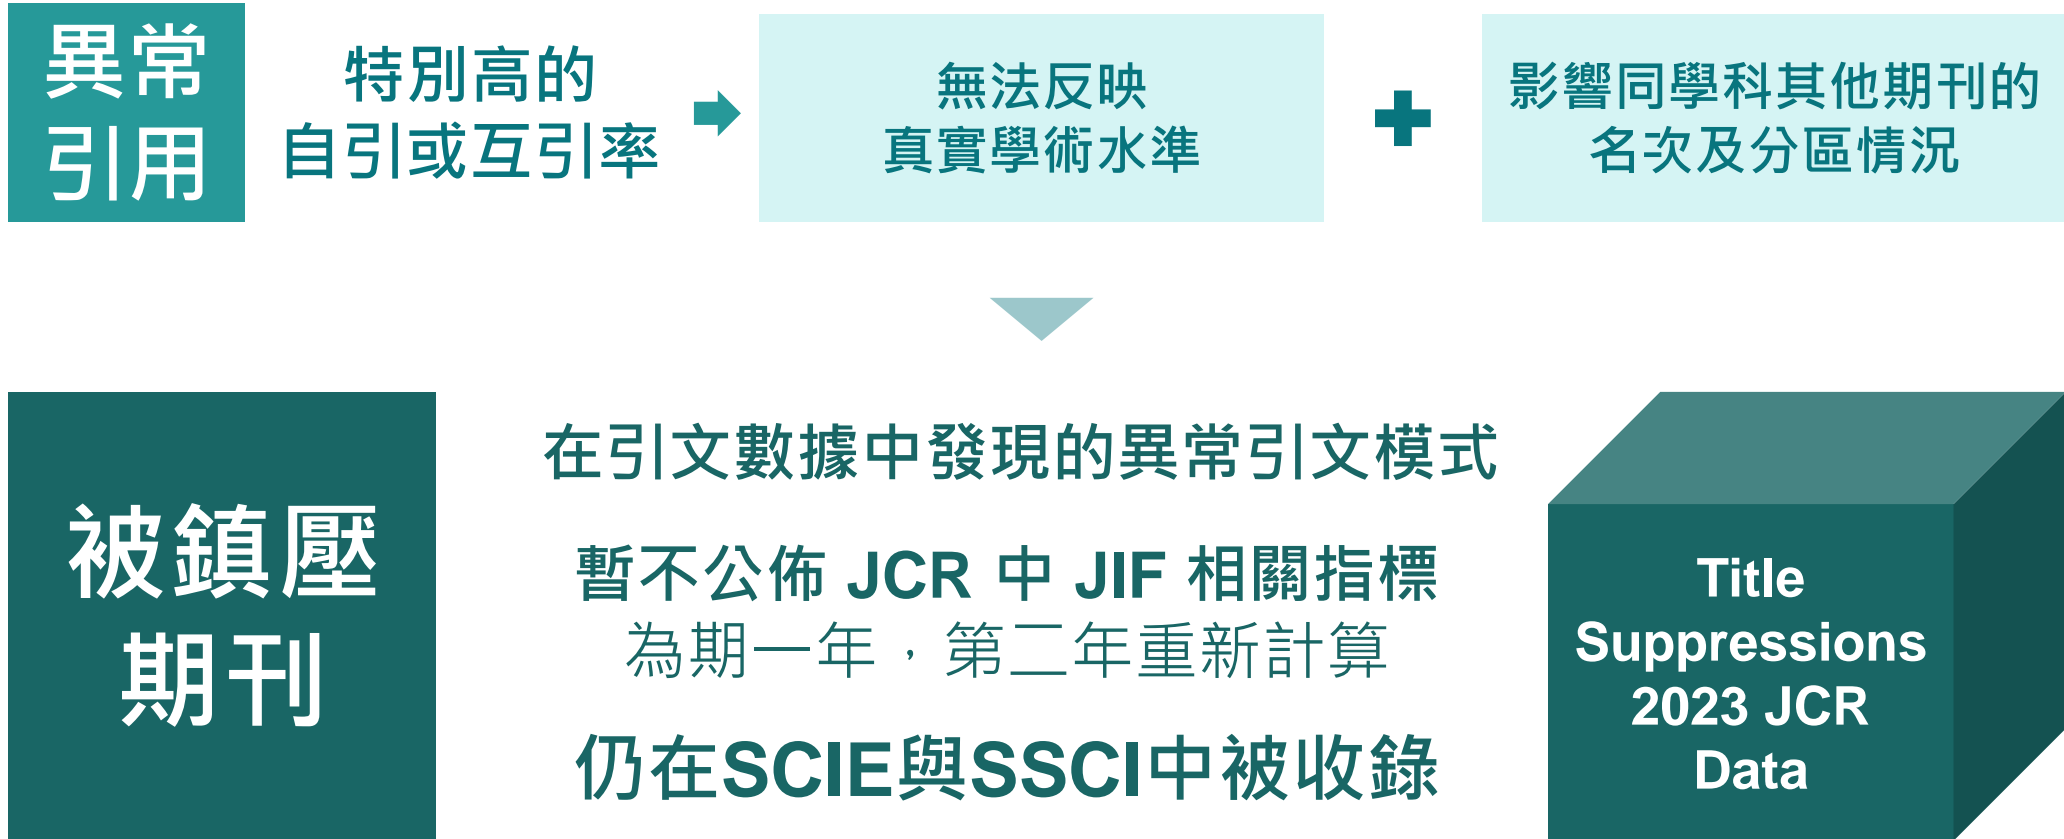 異常
引用
特別高的
自引或互引率
無法反映
真實學術水準
影響同學科其他期刊的
名次及分區情況
被鎮壓
期刊
在引文數據中發現的異常引文模式
暫不公佈 JCR 中 JIF 相關指標
為期一年，第二年重新計算
仍在SCIE與SSCI中被收錄
Title
Suppressions
2023 JCR
Data